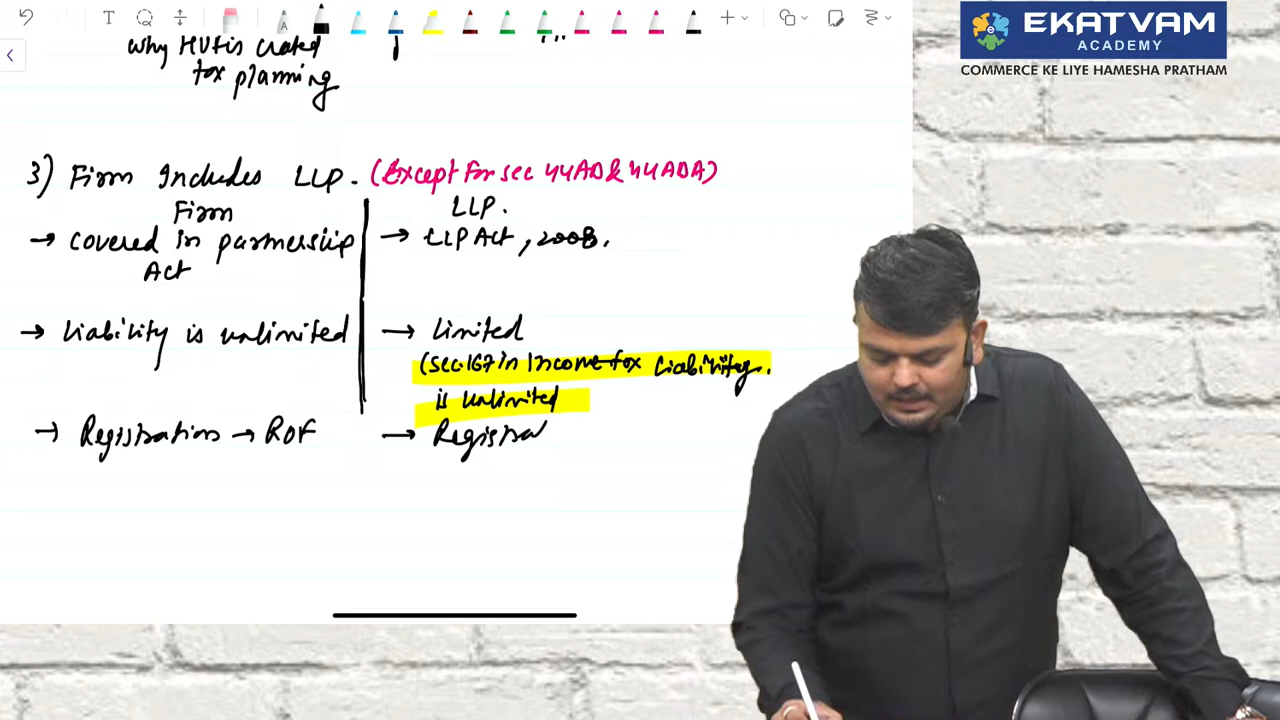 EKATVAM
ACADEMY
COMMERCE KE LIYE HAMESHA PRATHAM
T
why HUF is crated
tax planning
3) Firm Includes LLP. (Except For sec 44AD & 44ADA)
Firm
LLP.
→ covered in partnership
Act
→ LLP Act, 2008.
→ Liability is unlimited
→ Limited
(sec. 167 in Income tax Liability.
is unlimited
→ Registration → ROF
→ Registra